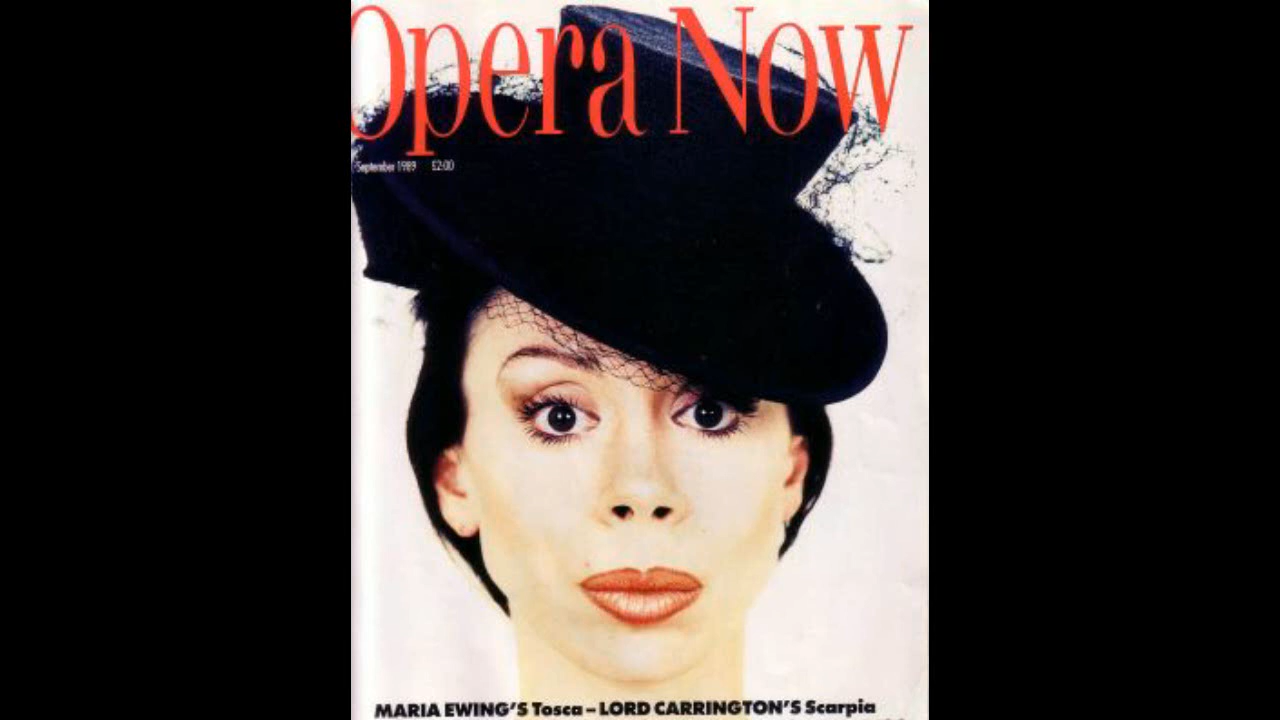 Opera Now
September 1989 £2·00
MARIA EWING'S Tosca – LORD CARRINGTON'S Scarpia